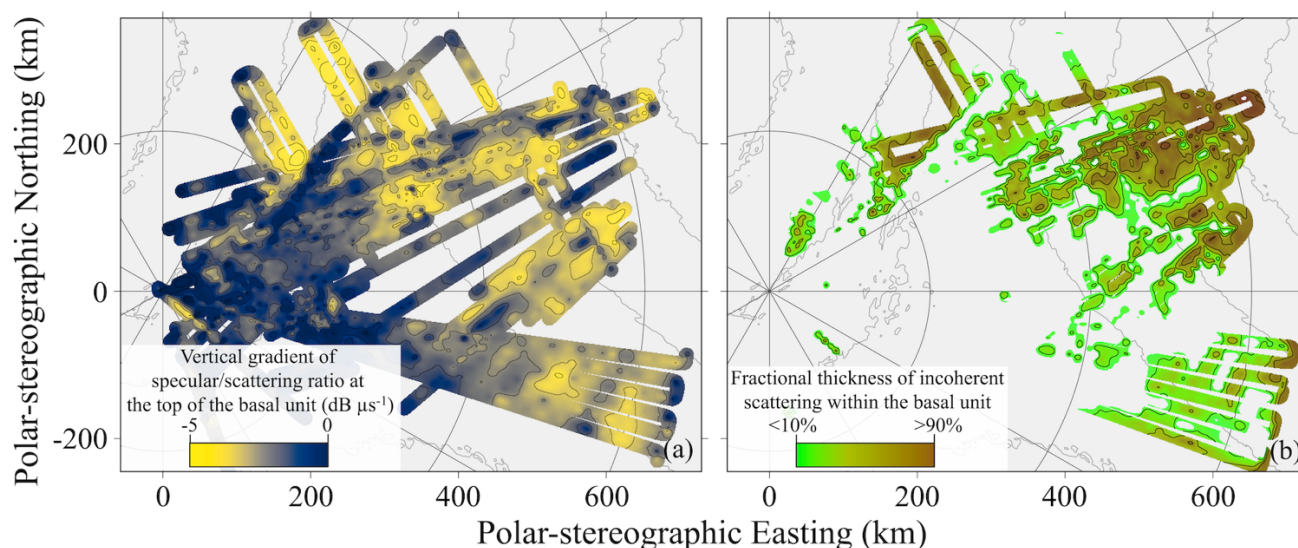 Polar-stereographic Northing (km)
200
0
-200
Vertical gradient of
specular/scattering ratio at
the top of the basal unit (dB µs⁻¹)
-5
0
(a)
0
200
400
600
Fractional thickness of incoherent
scattering within the basal unit
<10%
>90%
(b)
0
200
400
600
Polar-stereographic Easting (km)